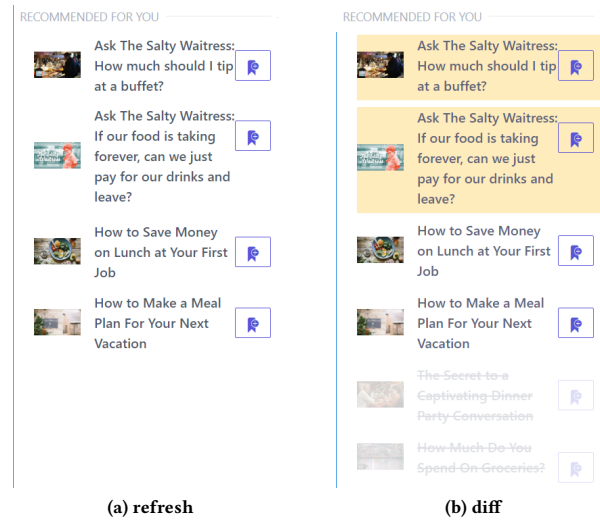 RECOMMENDED FOR YOU
Ask The Salty Waitress:
How much should I tip
at a buffet?
Ask The Salty Waitress:
If our food is taking
forever, can we just
pay for our drinks and
leave?
How to Save Money
on Lunch at Your First
Job
How to Make a Meal
Plan For Your Next
Vacation
(a) refresh
RECOMMENDED FOR YOU
Ask The Salty Waitress:
How much should I tip
at a buffet?
Ask The Salty Waitress:
If our food is taking
forever, can we just
pay for our drinks and
leave?
How to Save Money
on Lunch at Your First
Job
How to Make a Meal
Plan For Your Next
Vacation
The Secret to a
Captivating Dinner
Party Conversation
How Much Do You
Spend On Groceries?
(b) diff